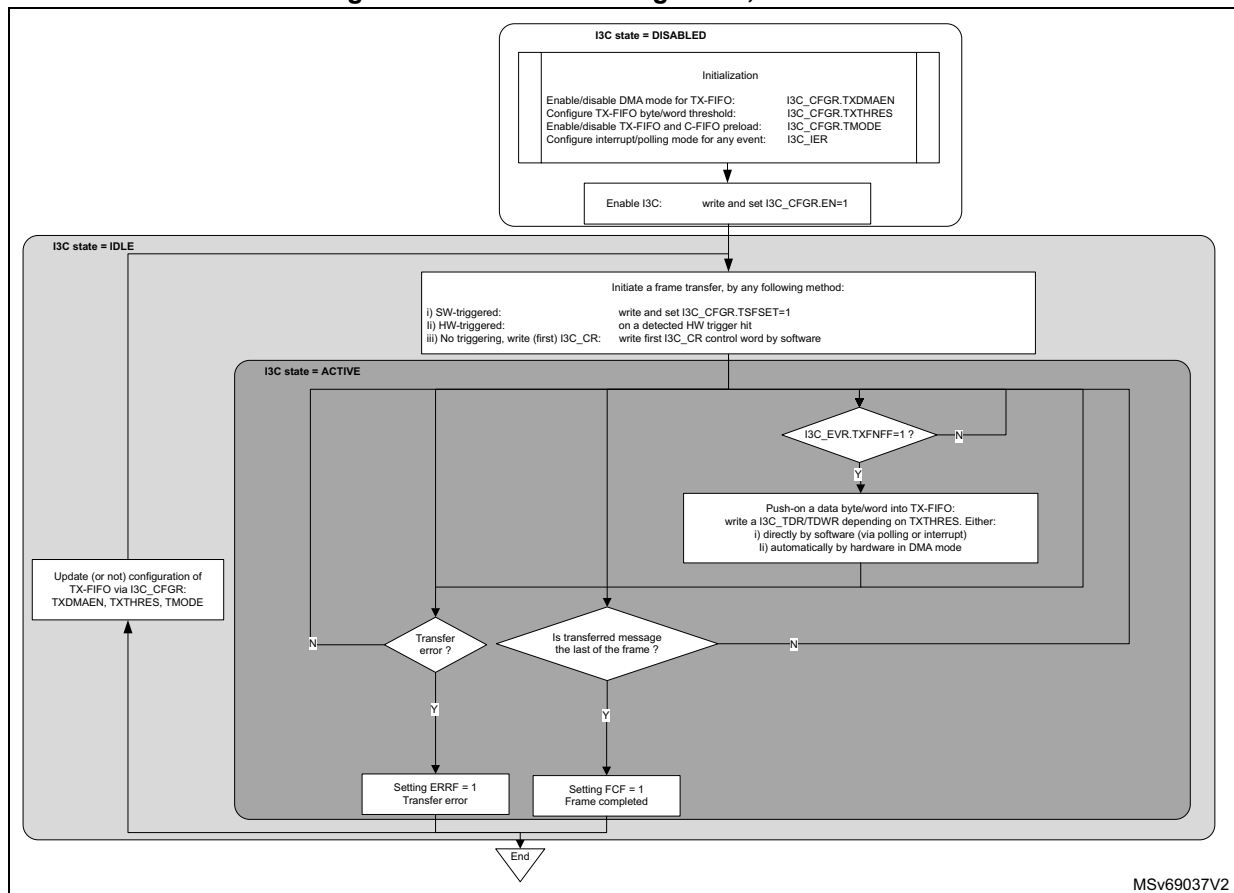 I3C state = DISABLED
Initialization
Enable/disable DMA mode for TX-FIFO: I3C_CFGR.TXDMAEN
Configure TX-FIFO byte/word threshold: I3C_CFGR.TXTHRES
Enable/disable TX-FIFO and C-FIFO preload: I3C_CFGR.TMODE
Configure interrupt/polling mode for any event: I3C_IER
Enable I3C: write and set I3C_CFGR.EN=1
I3C state = IDLE
Initiate a frame transfer, by any following method:
i) SW-triggered: write and set I3C_CFGR.TSFSET=1
Ii) HW-triggered: on a detected HW trigger hit
iii) No triggering, write (first) I3C_CR: write first I3C_CR control word by software
I3C state = ACTIVE
I3C_EVR.TXFNFF=1 ?
N
Y
Push-on a data byte/word into TX-FIFO:
write a I3C_TDR/TDWR depending on TXTHRES. Either:
i) directly by software (via polling or interrupt)
Ii) automatically by hardware in DMA mode
Update (or not) configuration of
TX-FIFO via I3C_CFGR:
TXDMAEN, TXTHRES, TMODE
N
Transfer
error ?
Is transferred message
the last of the frame ?
N
Y
Y
Setting ERRF = 1
Transfer error
Setting FCF = 1
Frame completed
End
MSv69037V2